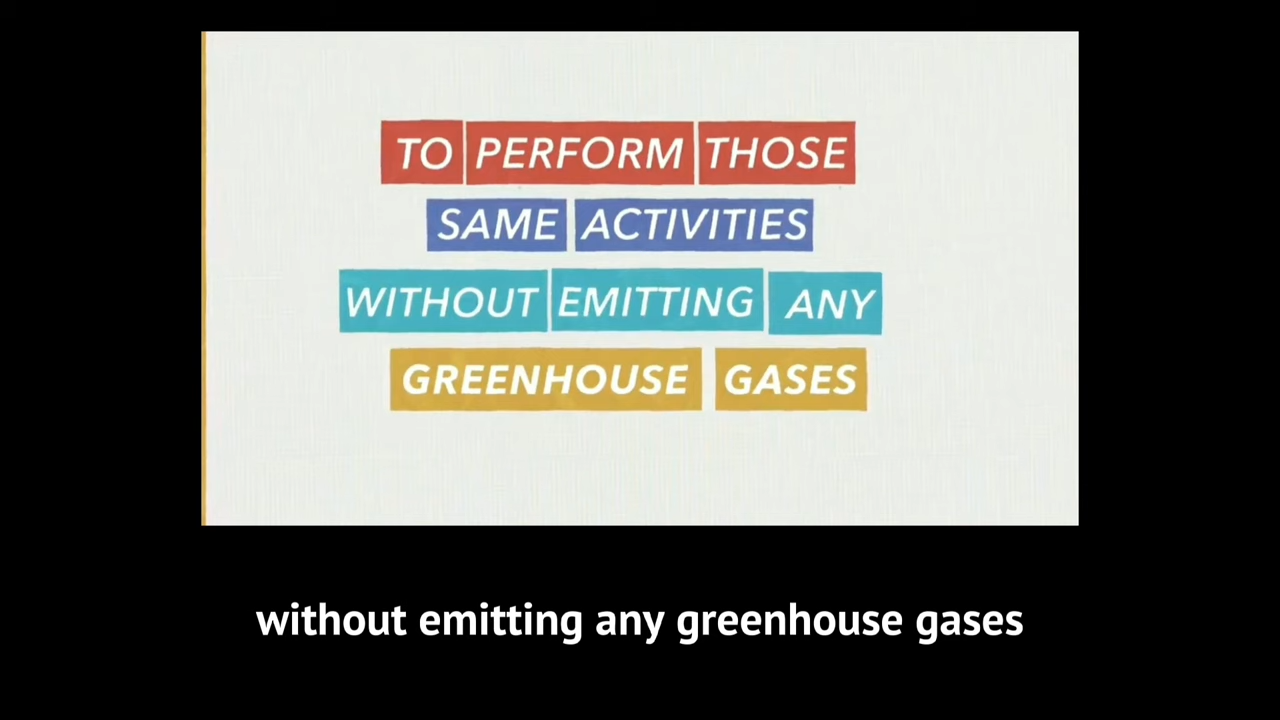 TO PERFORM THOSE
SAME ACTIVITIES
WITHOUT EMITTING ANY
GREENHOUSE GASES
without emitting any greenhouse gases